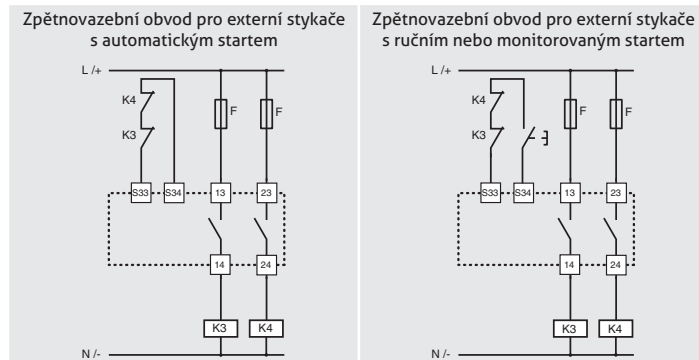 Zpětnovazební obvod pro externí stykače
s automatickým startem
L /+
K4
K3
F
F
S33
S34
13
23
14
24
K3
K4
N /-
Zpětnovazební obvod pro externí stykače
s ručním nebo monitorovaným startem
L /+
K4
K3
F
F
S33
S34
13
23
14
24
K3
K4
N /-